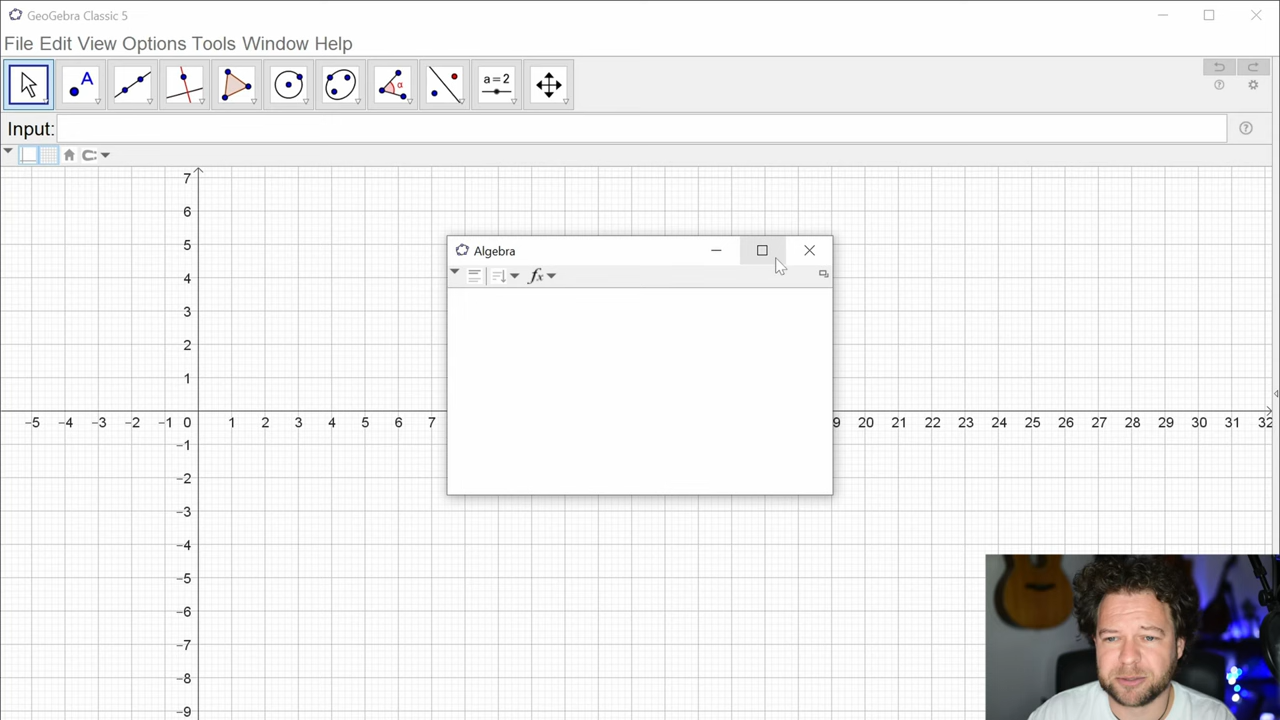 GeoGebra Classic 5
File Edit View Options Tools Window Help
A
α
a=2
Input:
Algebra
fx
7
6
5
4
3
2
1
−5 −4 −3 −2 −1 0 1 2 3 4 5 6 7 19 20 21 22 23 24 25 26 27 28 29 30 31 32
−1
−2
−3
−4
−5
−6
−7
−8
−9